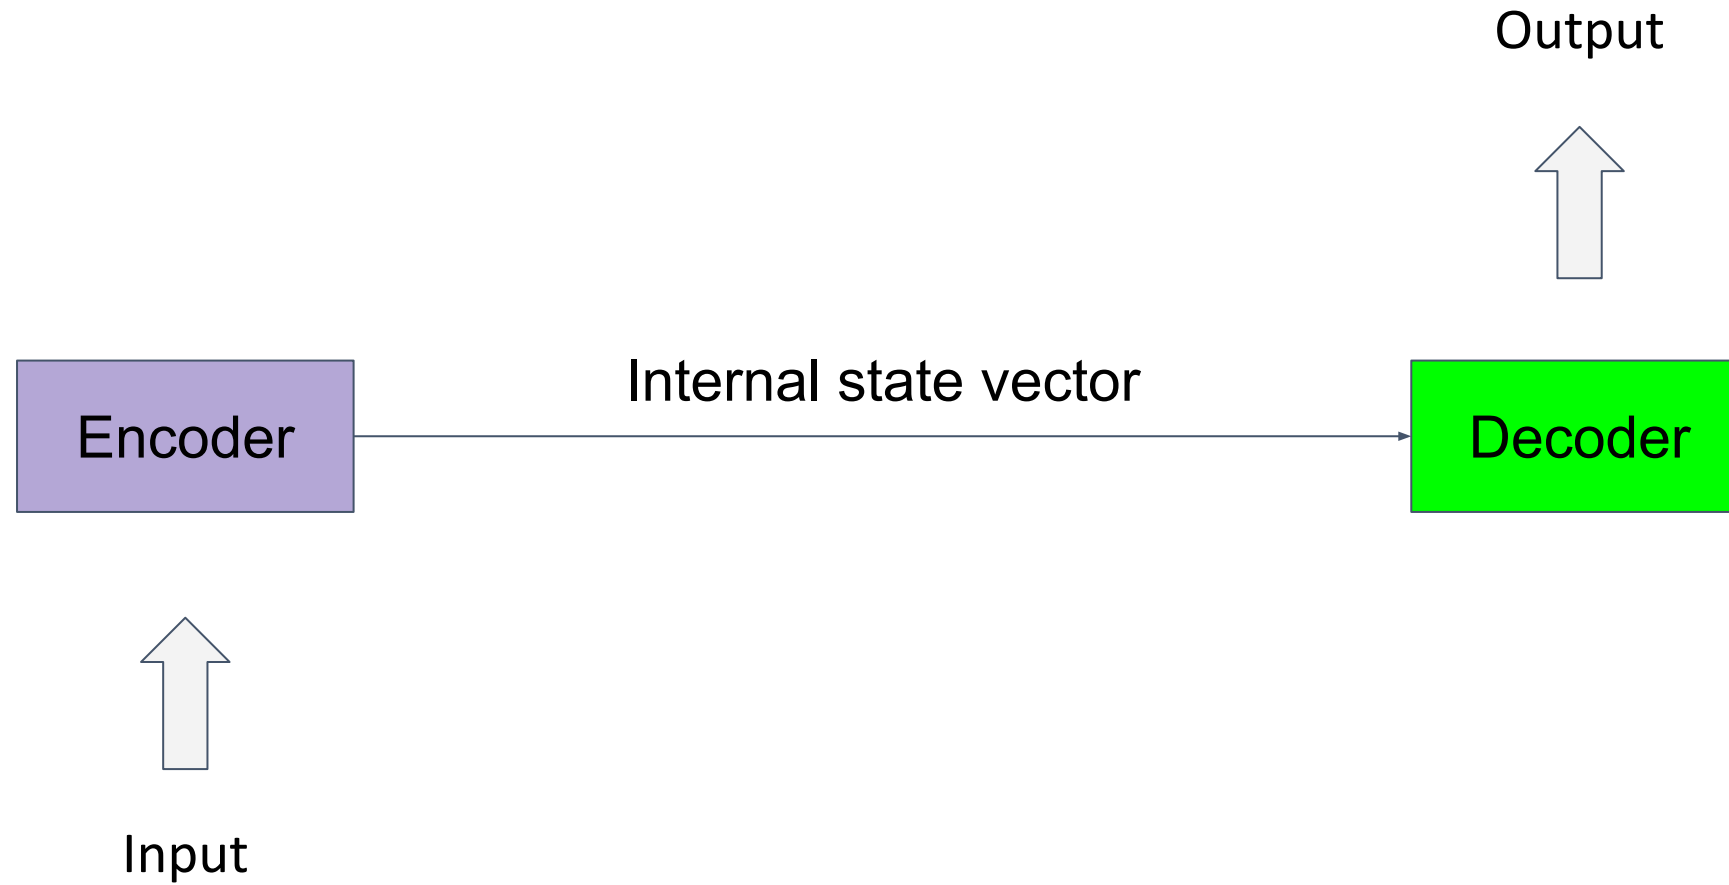 Output
Internal state vector
Encoder
Decoder
Input